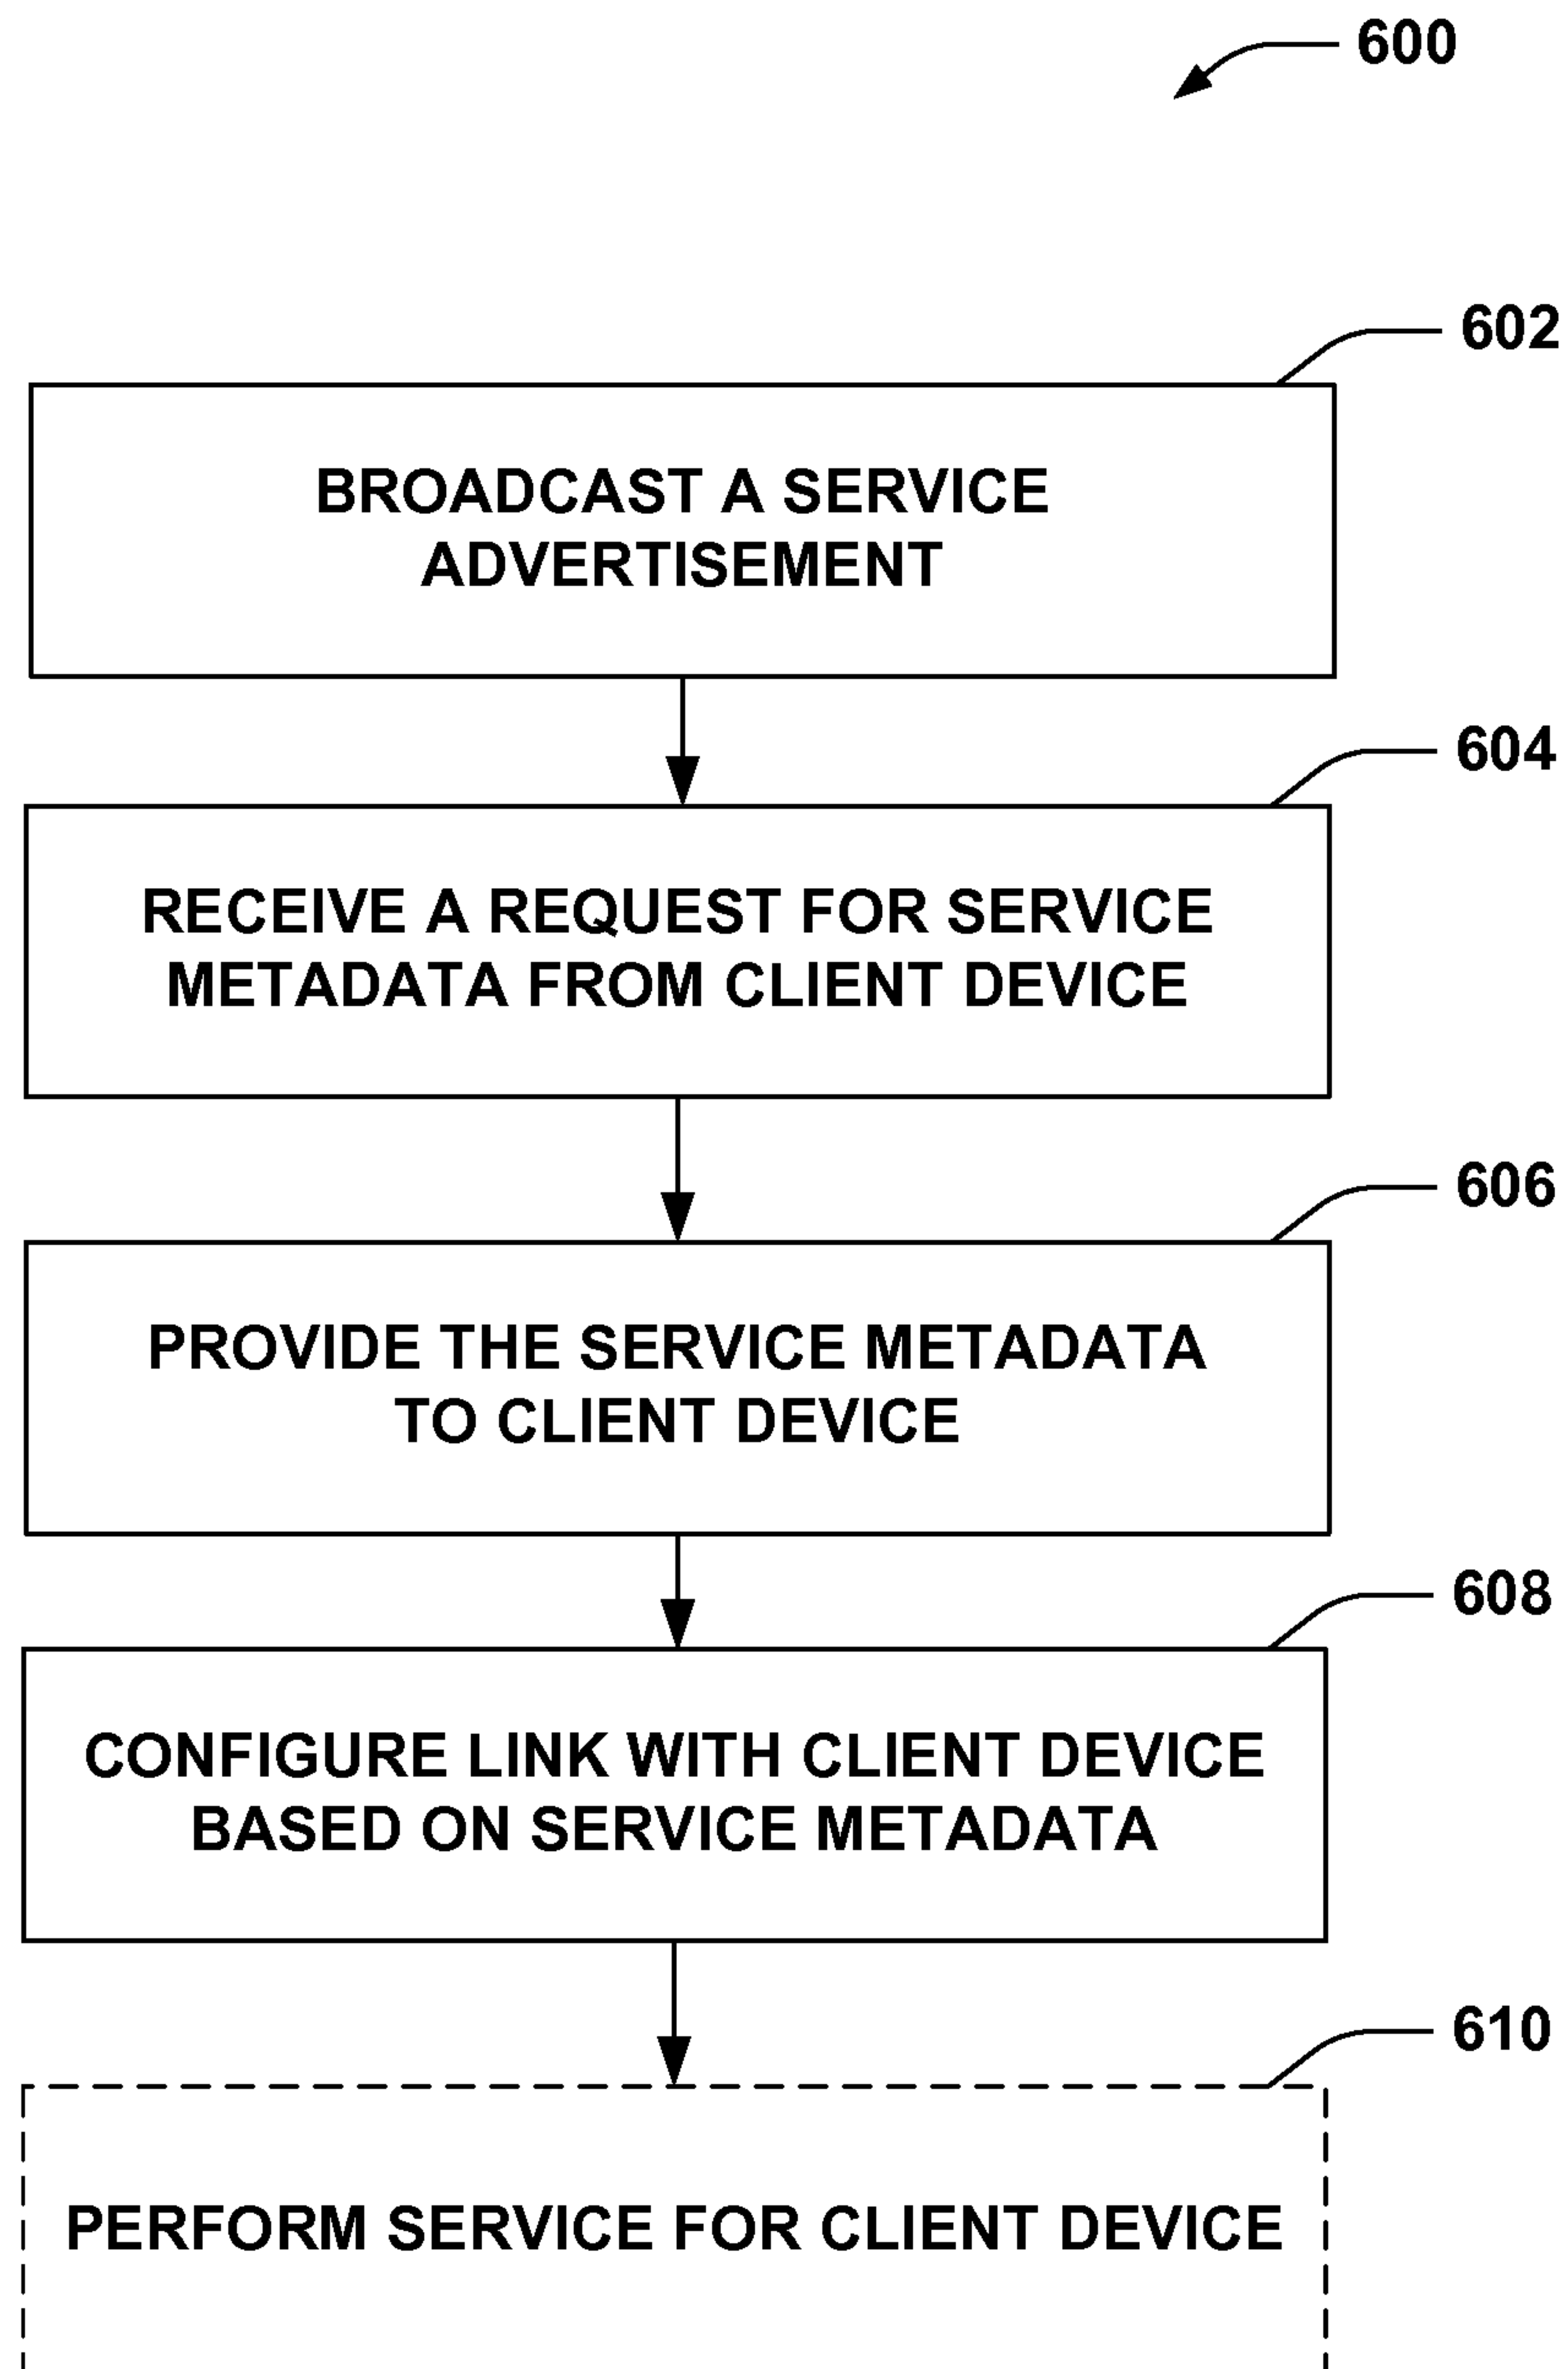 600
602
BROADCAST A SERVICE
ADVERTISEMENT
604
RECEIVE A REQUEST FOR SERVICE
METADATA FROM CLIENT DEVICE
606
PROVIDE THE SERVICE METADATA
TO CLIENT DEVICE
608
CONFIGURE LINK WITH CLIENT DEVICE
BASED ON SERVICE METADATA
610
PERFORM SERVICE FOR CLIENT DEVICE